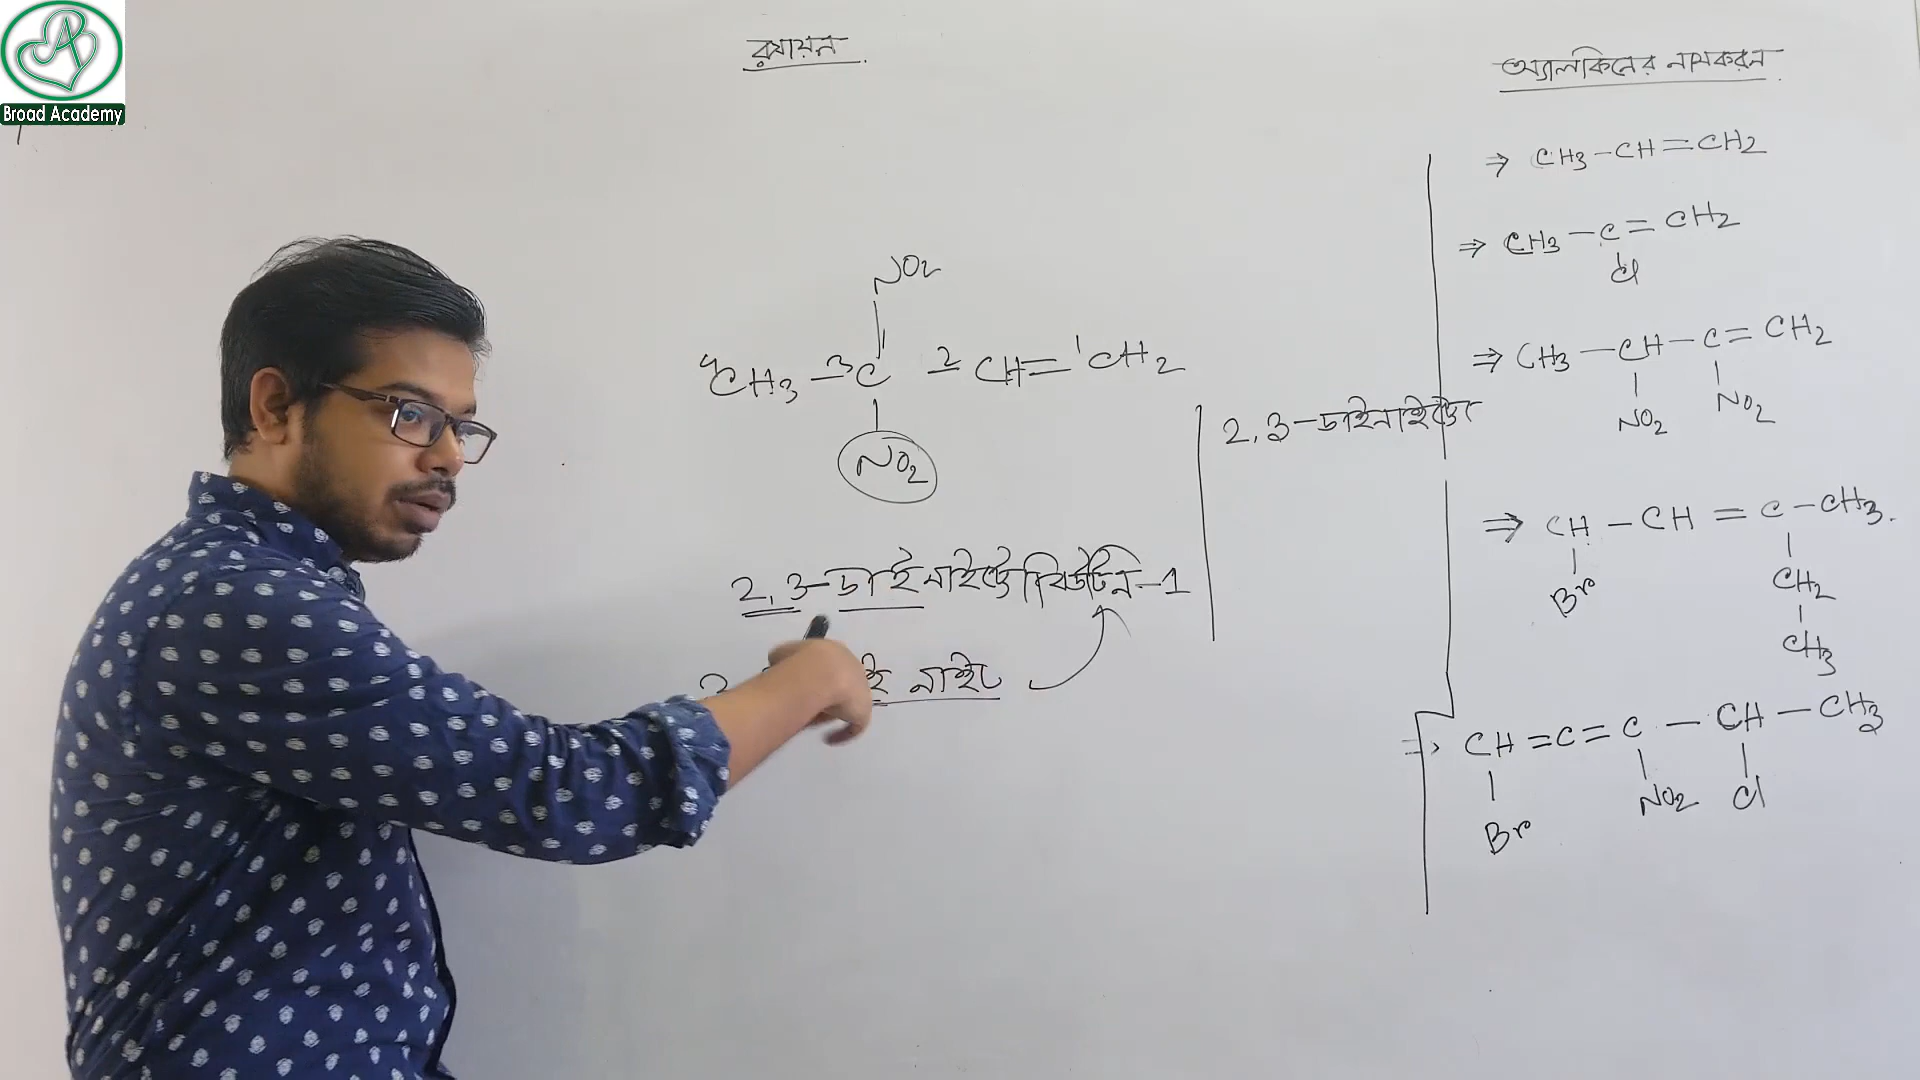 Broad Academy
রসায়ন
NO2
4CH3 - 3C - 2CH = 1CH2
NO2
2,3-ডাইনাইট্রোবিউটিন-1
নাইট
2,3-ডাইনাইট্রো
অ্যালকিনের নামকরন
⇒ CH3-CH=CH2
⇒ CH3-C=CH2
Cl
⇒ CH3-CH-C=CH2
NO2 NO2
⇒ CH-CH=C-CH3.
Br CH2
CH3
⇒ CH=C=C-CH-CH3
Br NO2 Cl